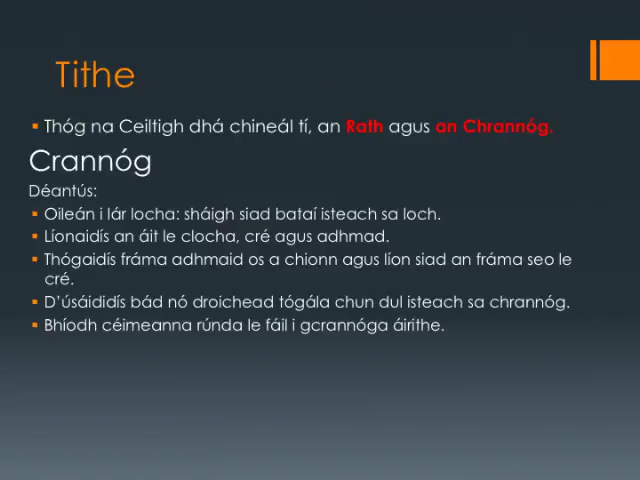 Tithe
▪ Thóg na Ceiltigh dhá chineál tí, an Rath agus an Chrannóg.
Crannóg
Déantús:
▪ Oileán i lár locha: sháigh siad bataí isteach sa loch.
▪ Líonaidís an áit le clocha, cré agus adhmad.
▪ Thógaidís fráma adhmaid os a chionn agus líon siad an fráma seo le
cré.
▪ D'úsáididís bád nó droichead tógála chun dul isteach sa chrannóg.
▪ Bhíodh céimeanna rúnda le fáil i gcrannóga áirithe.